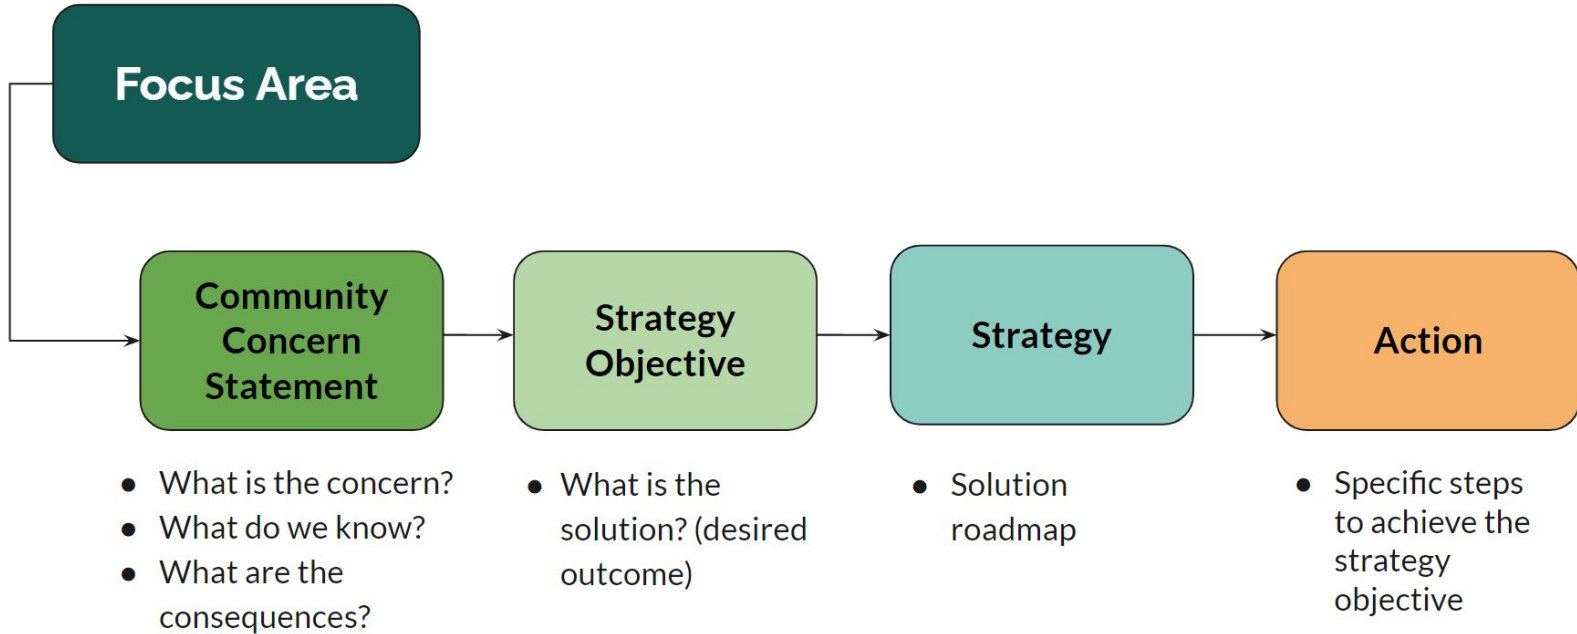 Focus Area
Community
Concern
Statement
Strategy
Objective
Strategy
Action
● What is the concern?
● What do we know?
● What are the
consequences?
● What is the
solution? (desired
outcome)
● Solution
roadmap
● Specific steps
to achieve the
strategy
objective